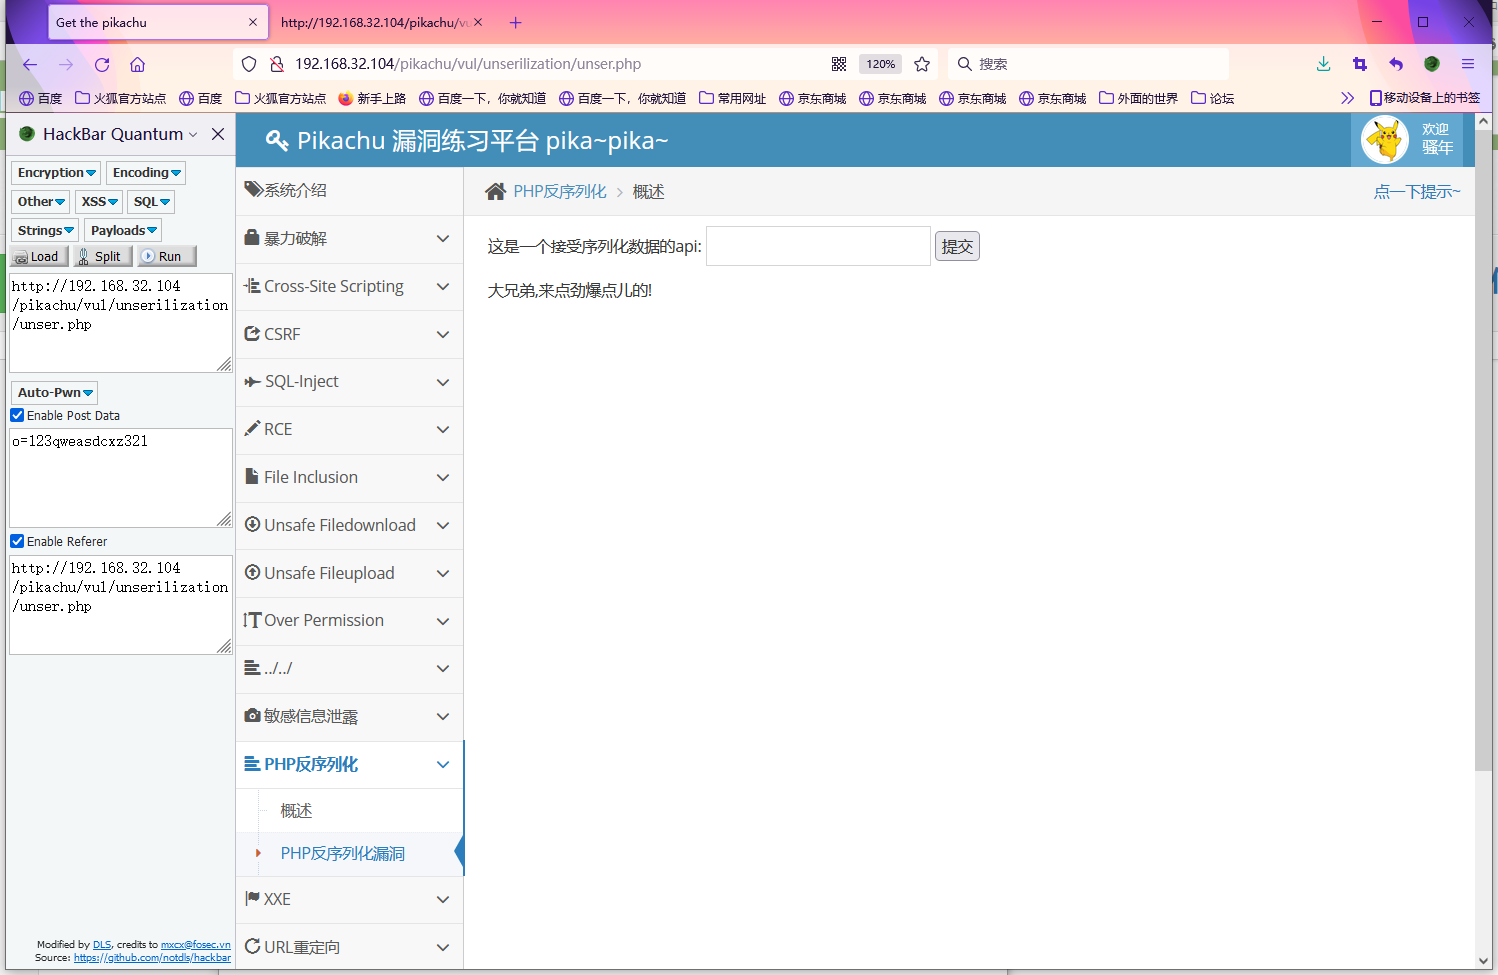 Get the pikachu
http://192.168.32.104/pikachu/vu
192.168.32.104/pikachu/vul/unserilization/unser.php
120%
搜索
百度 火狐官方站点 百度 火狐官方站点 新手上路 百度一下，你就知道 百度一下，你就知道 常用网址 京东商城 京东商城 京东商城 京东商城 外面的世界 论坛 移动设备上的书签
HackBar Quantum
Encryption Encoding
Other XSS SQL
Strings Payloads
Load Split Run
http://192.168.32.104
/pikachu/vul/unserilization
/unser.php
Auto-Pwn
Enable Post Data
o=123qweasdcxz321
Enable Referer
http://192.168.32.104
/pikachu/vul/unserilization
/unser.php
Modified by DLS, credits to mxcx@fosec.vn
Source: https://github.com/notdls/hackbar
Pikachu 漏洞练习平台 pika~pika~
欢迎
骚年
系统介绍
暴力破解
Cross-Site Scripting
CSRF
SQL-Inject
RCE
File Inclusion
Unsafe Filedownload
Unsafe Fileupload
Over Permission
../../
敏感信息泄露
PHP反序列化
概述
PHP反序列化漏洞
XXE
URL重定向
PHP反序列化 > 概述
点一下提示~
这是一个接受序列化数据的api: 提交
大兄弟,来点劲爆点儿的!